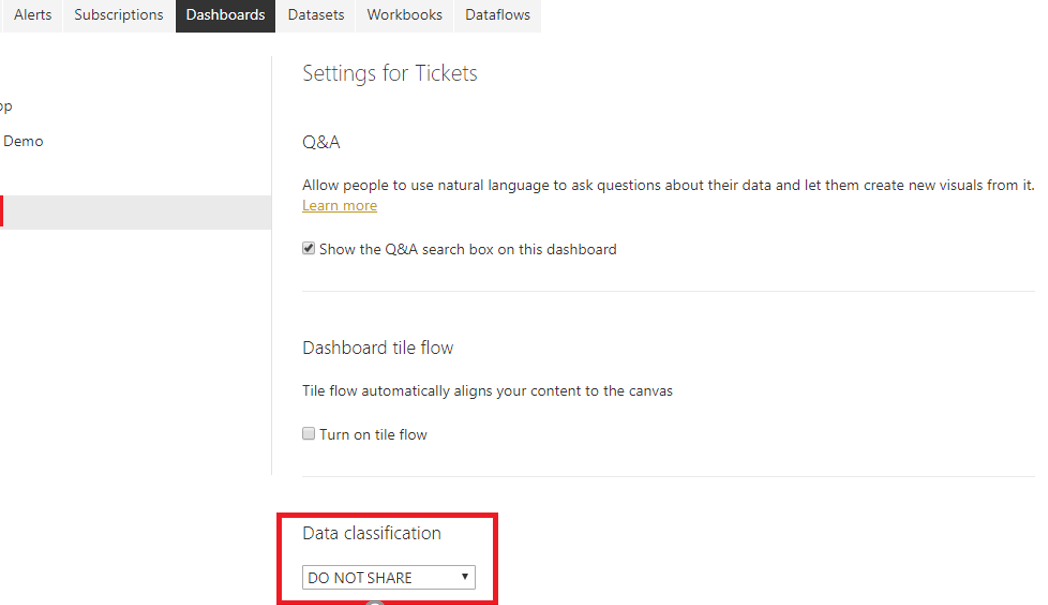 Alerts Subscriptions Dashboards Datasets Workbooks Dataflows
Demo
Settings for Tickets
Q&A
Allow people to use natural language to ask questions about their data and let them create new visuals from it.
Learn more
Show the Q&A search box on this dashboard
Dashboard tile flow
Tile flow automatically aligns your content to the canvas
Turn on tile flow
Data classification
DO NOT SHARE